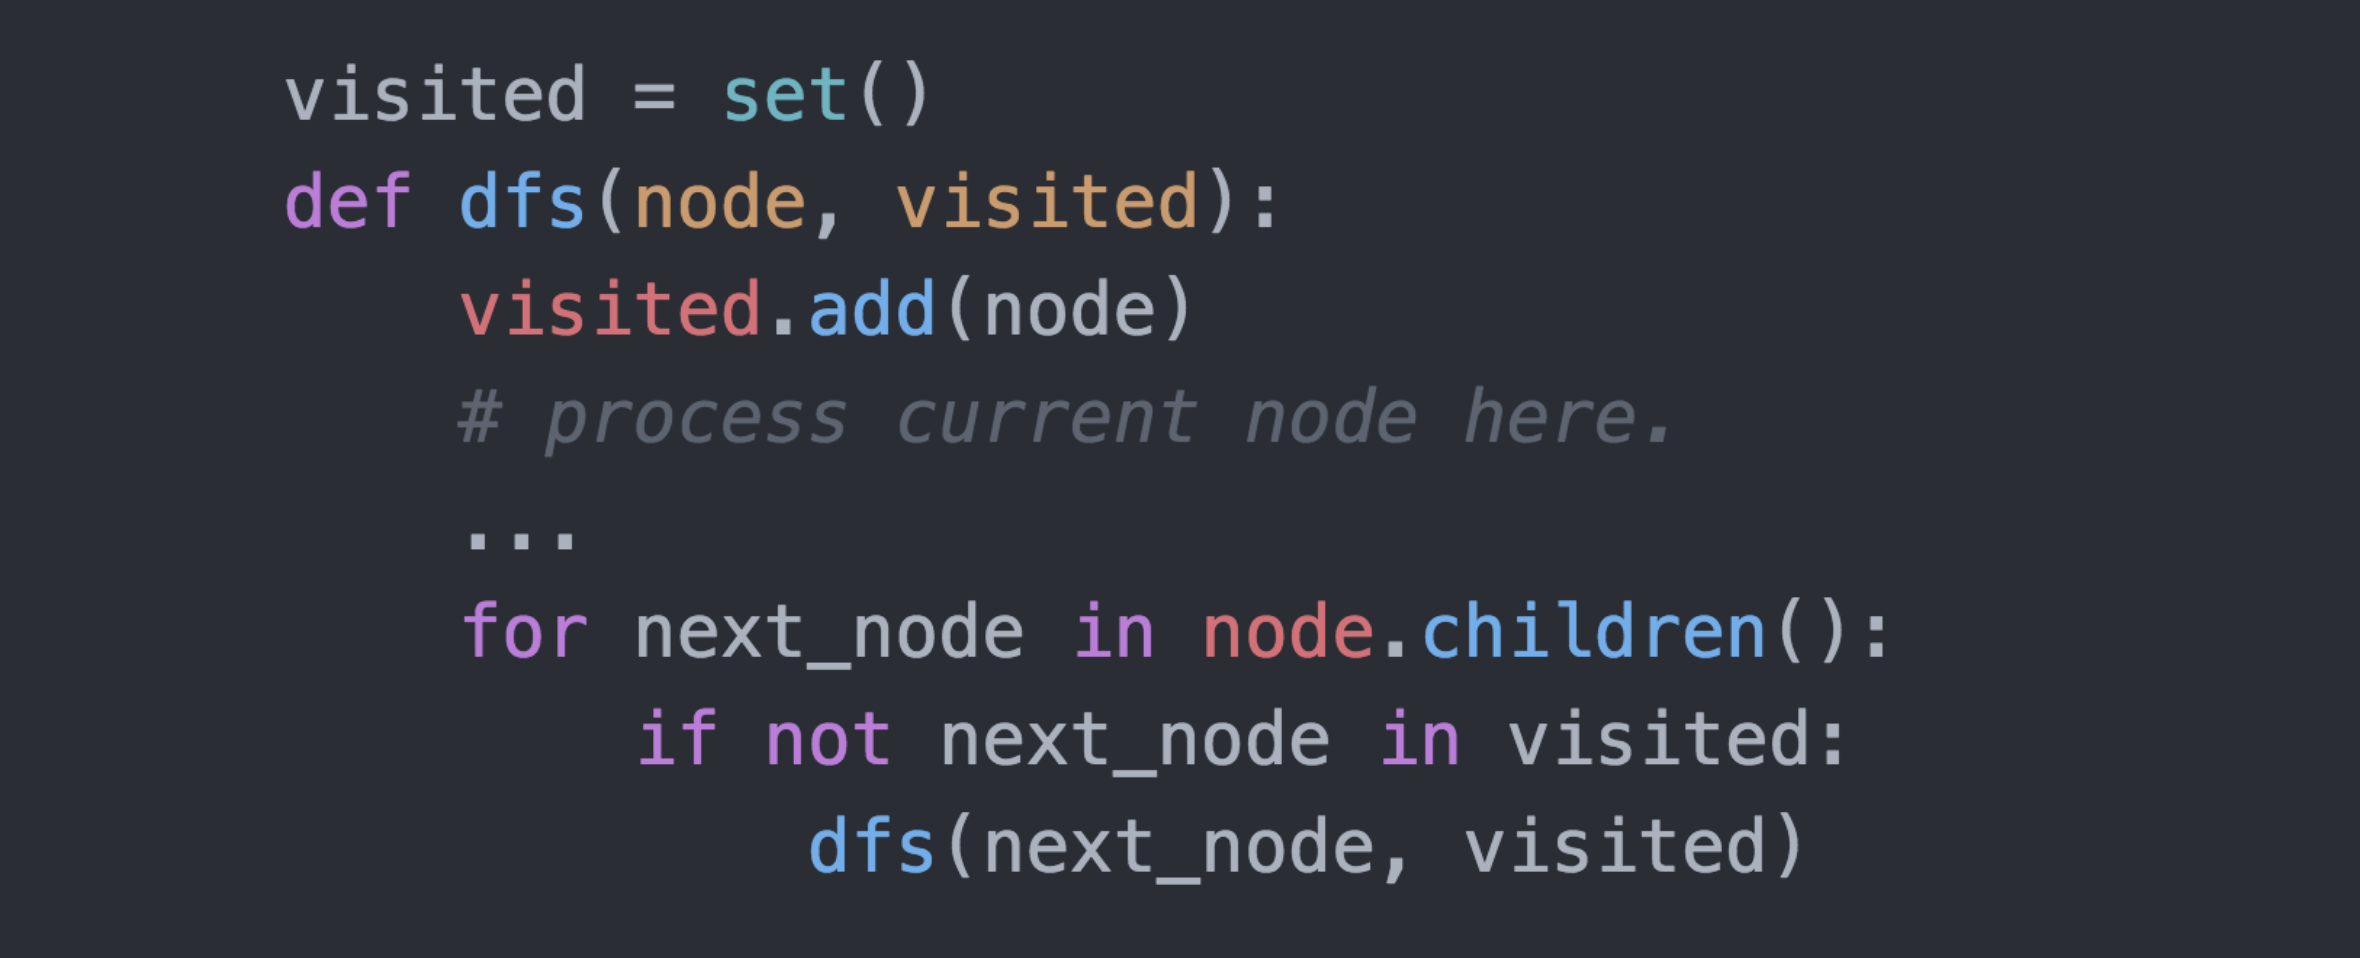 visited = set()
def dfs(node, visited):
    visited.add(node)
    # process current node here.
    ...
    for next_node in node.children():
        if not next_node in visited:
            dfs(next_node, visited)